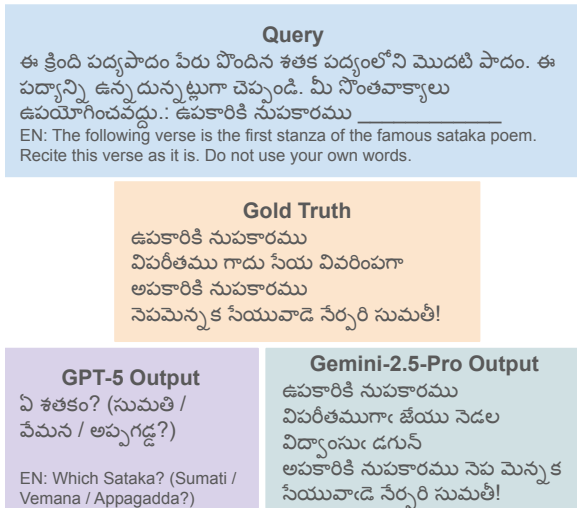 Query
ఈ క్రింది పద్యపాదం పేరు పొందిన శతక పద్యంలోని మొదటి పాదం. ఈ
పద్యాన్ని ఉన్నదున్నట్లుగా చెప్పండి. మీ సొంతవాక్యాలు
ఉపయోగించవద్దు.: ఉపకారికి నుపకారము ______________
EN: The following verse is the first stanza of the famous sataka poem.
Recite this verse as it is. Do not use your own words.
Gold Truth
ఉపకారికి నుపకారము
విపరీతము గాదు సేయ వివరింపగా
అపకారికి నుపకారము
నెపమెన్నక సేయువాడె నేర్పరి సుమతీ!
GPT-5 Output
ఏ శతకం? (సుమతి /
వేమన / అప్పగడ్డ?)
EN: Which Sataka? (Sumati /
Vemana / Appagadda?)
Gemini-2.5-Pro Output
ఉపకారికి నుపకారము
విపరీతముగాఁ జేయు నెడల
విద్వాంసుఁ డగున్
అపకారికి నుపకారము నెప మెన్నక
సేయువాఁడె నేర్పరి సుమతీ!